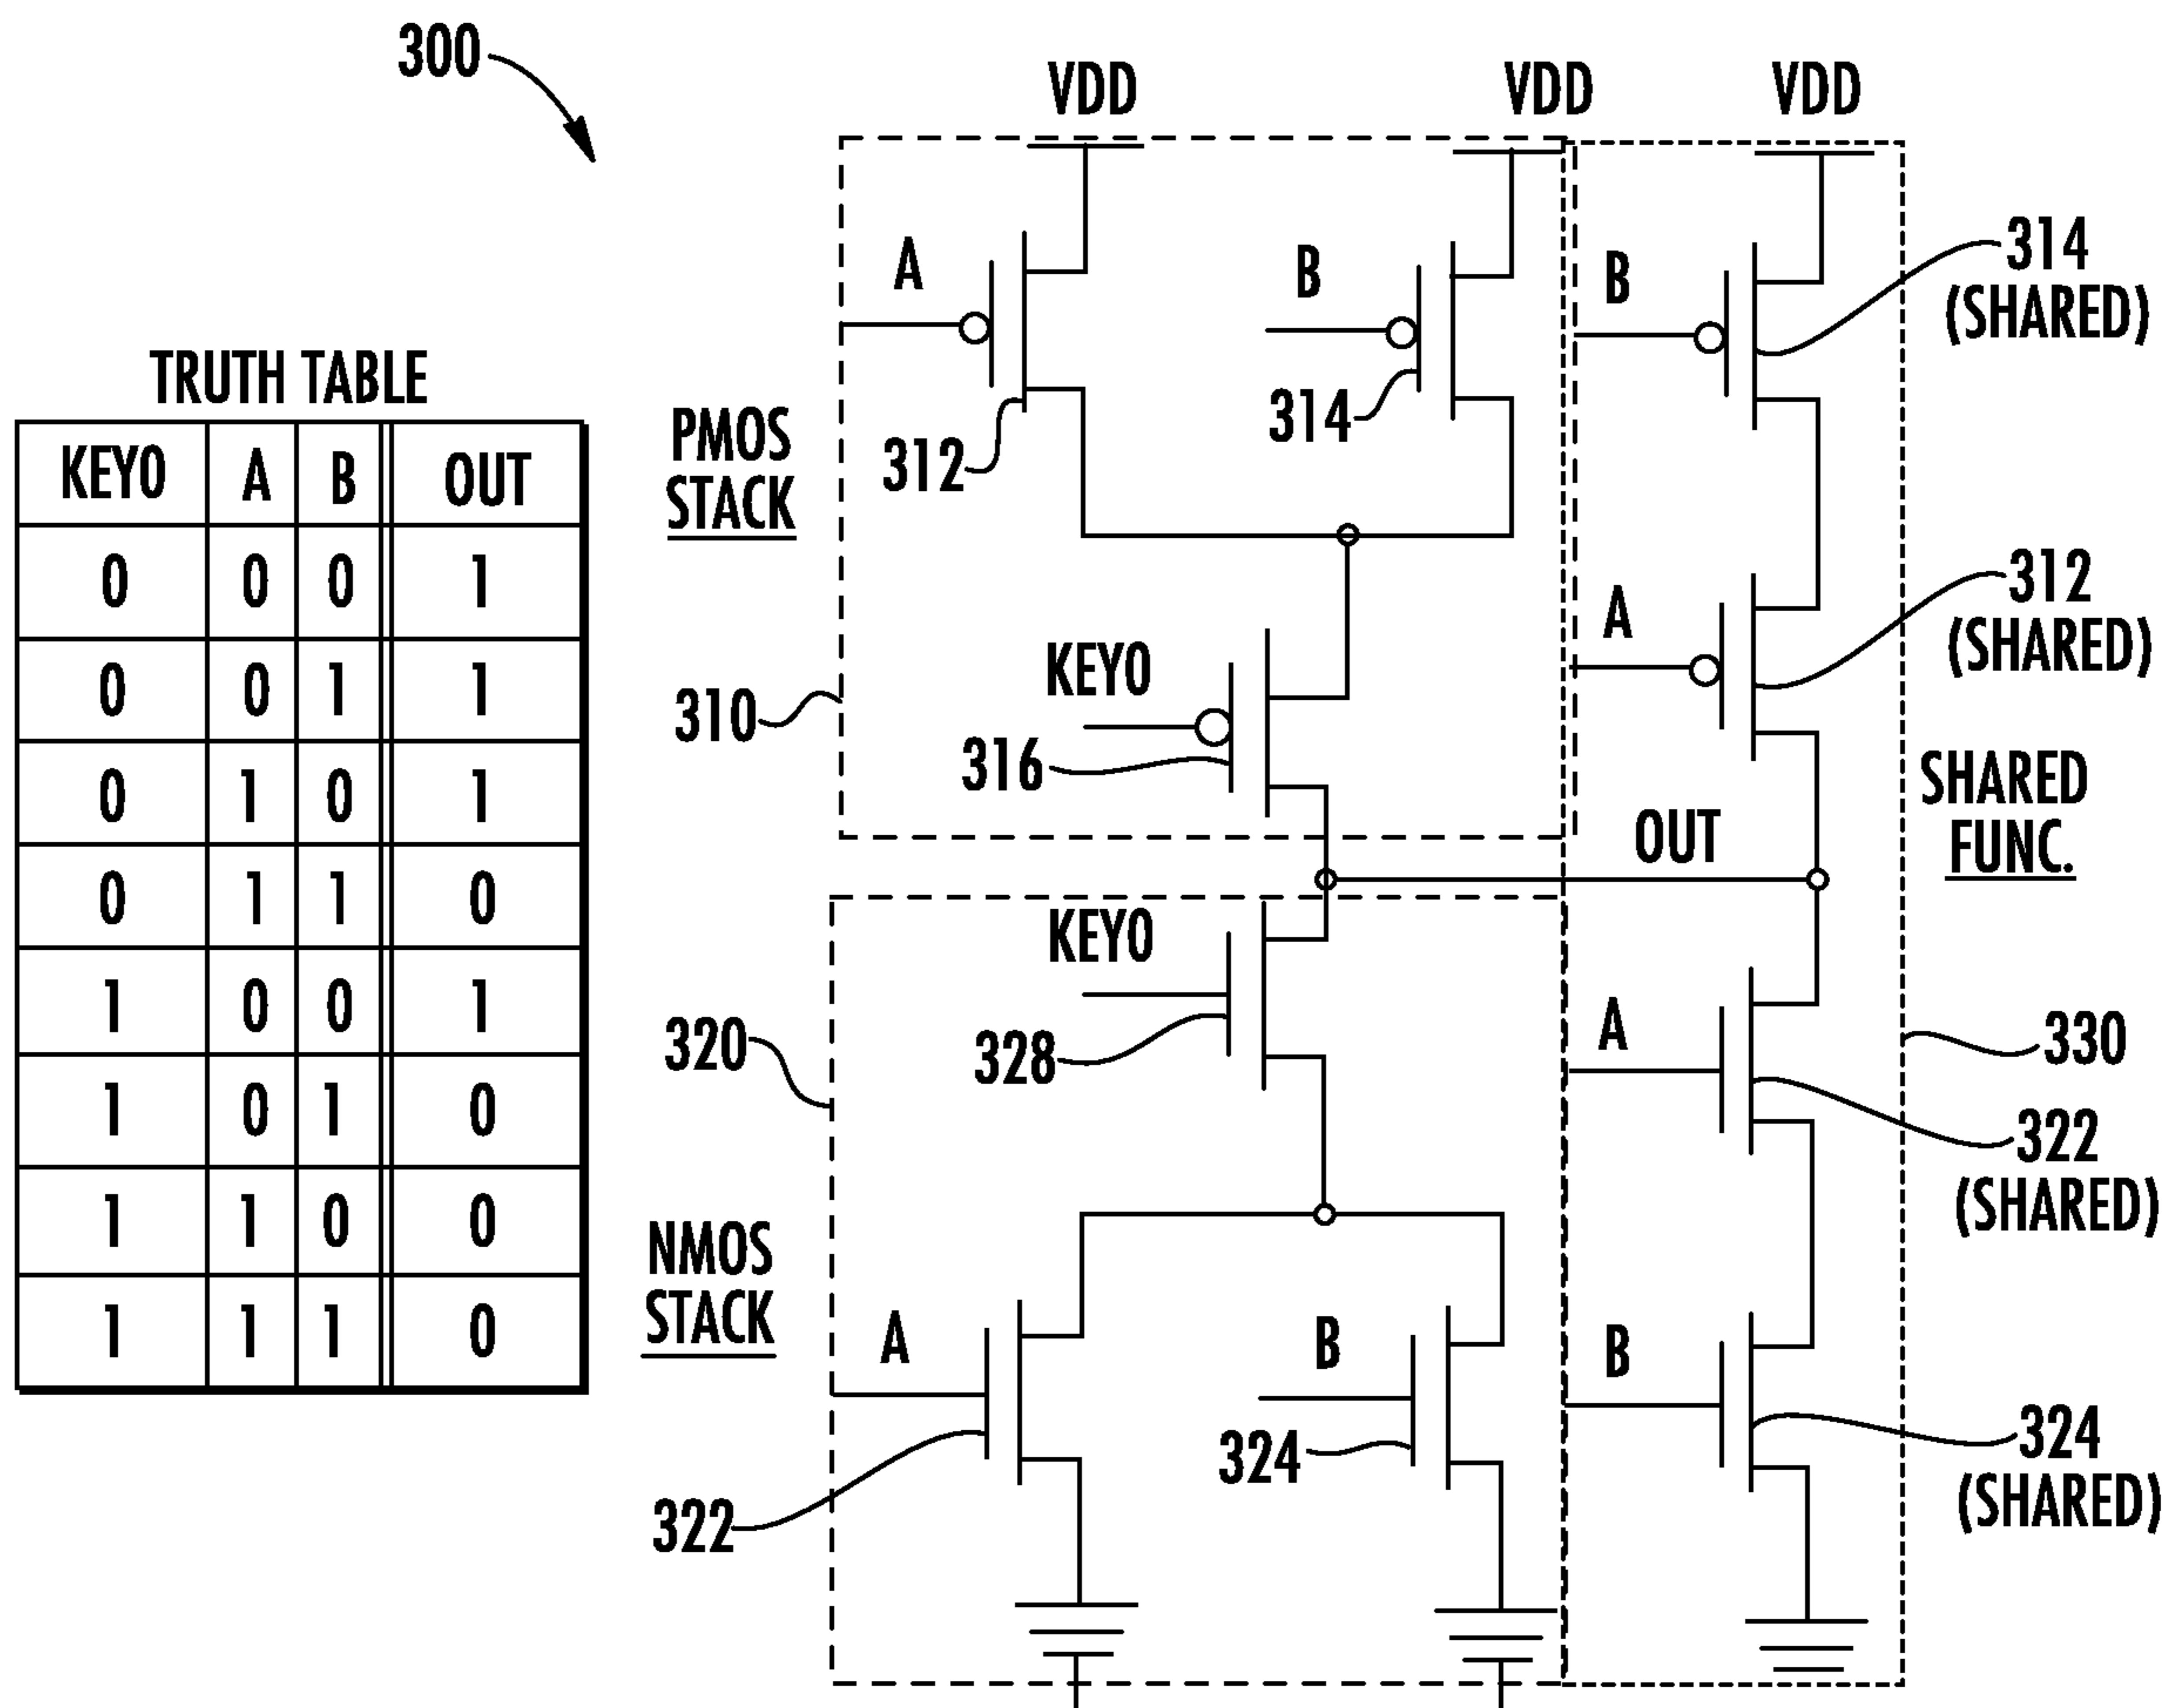 300
VDD VDD VDD
A B B
314
(SHARED)
312 314
PMOS
STACK
TRUTH TABLE
KEY0 A B OUT
0 0 0 1
0 0 1 1
0 1 0 1
0 1 1 0
1 0 0 1
1 0 1 0
1 1 0 0
1 1 1 0
A
312
(SHARED)
310
KEY0
316
SHARED
FUNC.
OUT
KEY0
328
320
A
330
322
(SHARED)
NMOS
STACK
A B B
322
324
324
(SHARED)